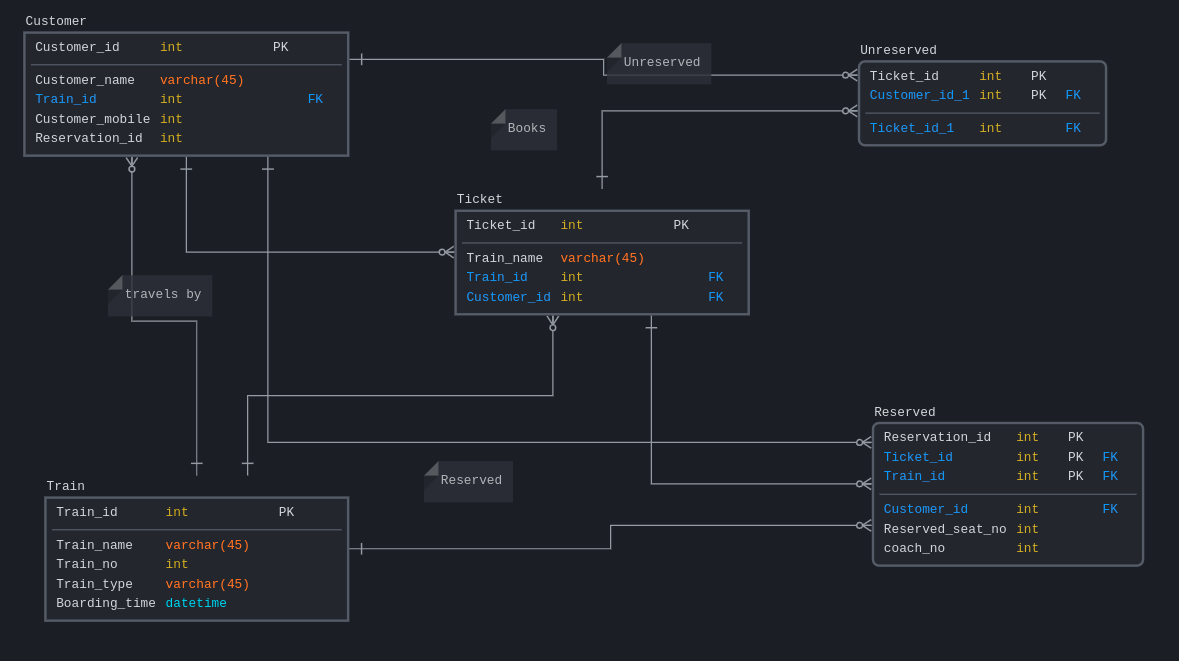 Customer
Customer_id int PK
Customer_name varchar(45)
Train_id int FK
Customer_mobile int
Reservation_id int
Unreserved
Books
Unreserved
Ticket_id int PK
Customer_id_1 int PK FK
Ticket_id_1 int FK
Ticket
Ticket_id int PK
Train_name varchar(45)
Train_id int FK
Customer_id int FK
travels by
Reserved
Reserved
Reservation_id int PK
Ticket_id int PK FK
Train_id int PK FK
Customer_id int FK
Reserved_seat_no int
coach_no int
Train
Train_id int PK
Train_name varchar(45)
Train_no int
Train_type varchar(45)
Boarding_time datetime